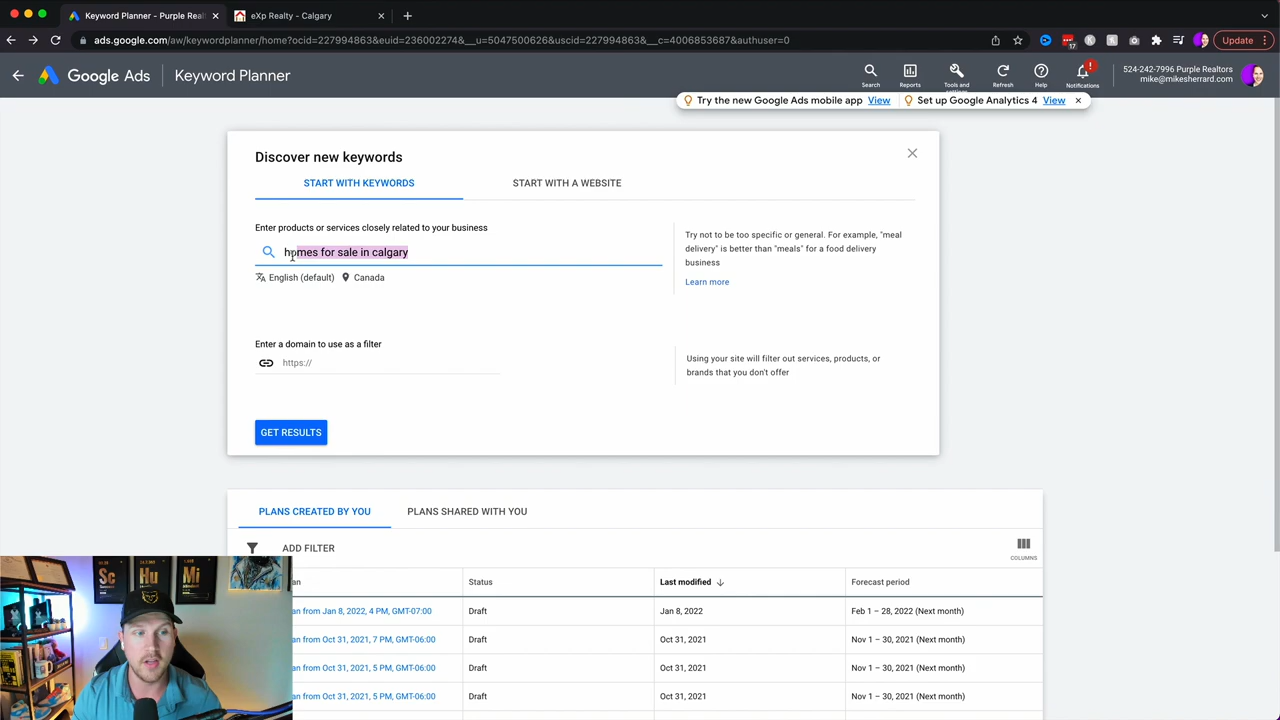 Keyword Planner - Purple Real
eXp Realty - Calgary
ads.google.com/aw/keywordplanner/home?ocid=227994863&euid=236002274&__u=5047500626&uscid=227994863&__c=4006853687&authuser=0
17
Update
Google Ads
Keyword Planner
Search
Reports
Tools and settings
Refresh
Help
Notifications
524-242-7996 Purple Realtors
mike@mikesherrard.com
Try the new Google Ads mobile app View
Set up Google Analytics 4 View
Discover new keywords
START WITH KEYWORDS
START WITH A WEBSITE
Enter products or services closely related to your business
homes for sale in calgary
English (default)
Canada
Try not to be too specific or general. For example, "meal
delivery" is better than "meals" for a food delivery
business
Learn more
Enter a domain to use as a filter
https://
Using your site will filter out services, products, or
brands that you don't offer
GET RESULTS
PLANS CREATED BY YOU
PLANS SHARED WITH YOU
ADD FILTER
COLUMNS
an
Status
Last modified
Forecast period
an from Jan 8, 2022, 4 PM, GMT-07:00
Draft
Jan 8, 2022
Feb 1 – 28, 2022 (Next month)
an from Oct 31, 2021, 7 PM, GMT-06:00
Draft
Oct 31, 2021
Nov 1 – 30, 2021 (Next month)
an from Oct 31, 2021, 5 PM, GMT-06:00
Draft
Oct 31, 2021
Nov 1 – 30, 2021 (Next month)
an from Oct 31, 2021, 5 PM, GMT-06:00
Draft
Oct 31, 2021
Nov 1 – 30, 2021 (Next month)
Sc
Hu
Mi